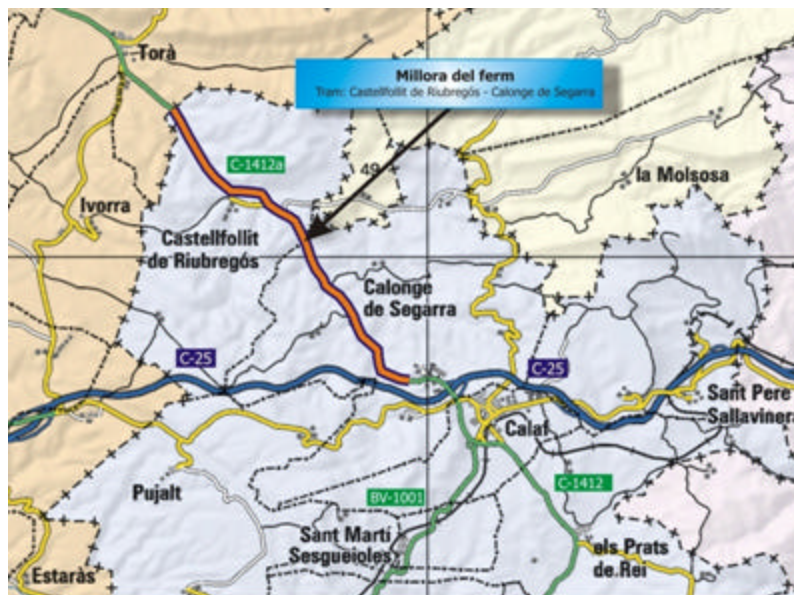 Torà
Millora del ferm
Tram: Castellfollit de Riubregós - Calonge de Segarra
C-1412a
49
la Molsosa
Ivorra
Castellfollit
de Riubregós
Calonge
de Segarra
C-25
C-25
Sant Pere
Sallavinera
Calaf
Pujalt
BV-1001
C-1412
Sant Martí
Sesgueioles
els Prats
de Rei
Estaràs